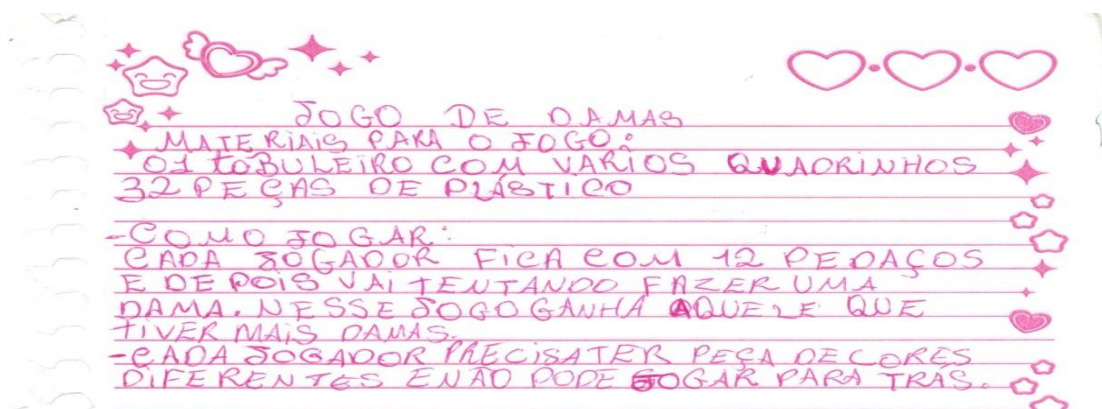 JOGO DE DAMAS
MATERIAIS PARA O JOGO:
01 TOBULEIRO COM VARIOS QUADRINHOS
32 PEÇAS DE PLÁSTICO
-COMO JOGAR:
CADA JOGADOR FICA COM 12 PEDAÇOS
E DEPOIS VAI TENTANDO FAZER UMA
DAMA. NESSE JOGO GANHA AQUELE QUE
TIVER MAIS DAMAS.
-CADA JOGADOR PRECISA TER PEÇA DE CORES
DIFERENTES E NÃO PODE JOGAR PARA TRÁS.